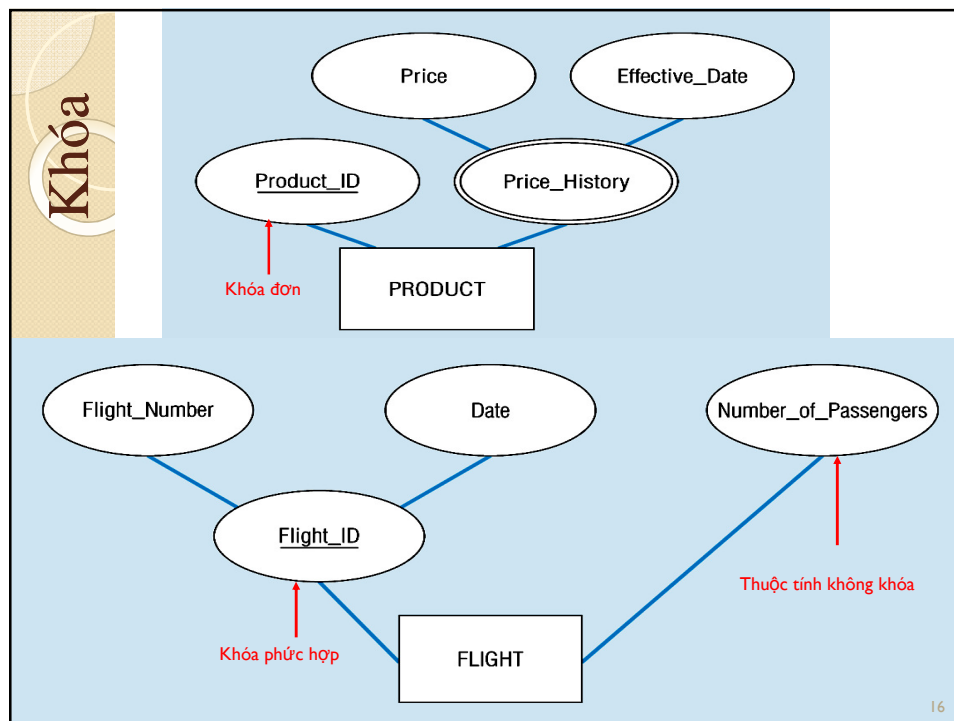 Khóa
Price
Effective_Date
Product_ID
Price_History
Khóa đơn
PRODUCT
Flight_Number
Date
Number_of_Passengers
Flight_ID
Thuộc tính không khóa
Khóa phức hợp
FLIGHT
16